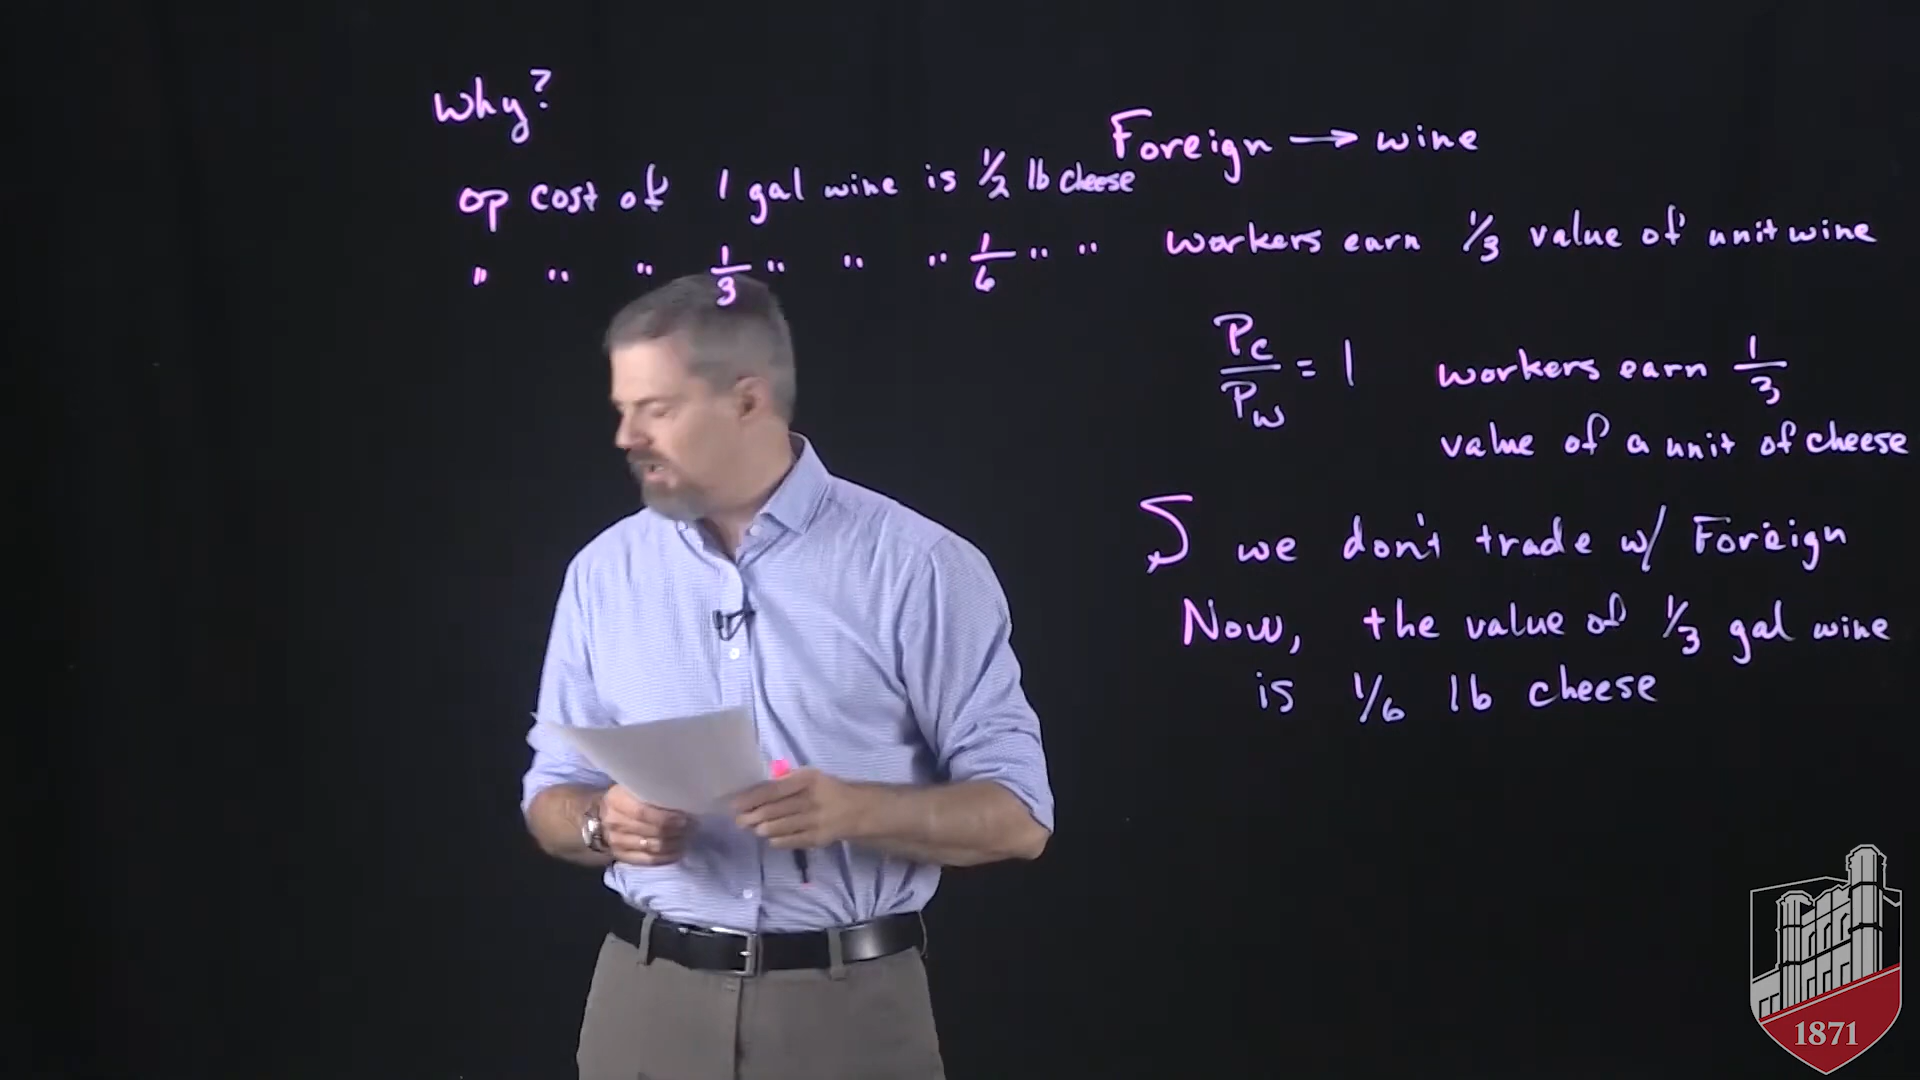 Why?
op cost of 1 gal wine is 1/2 lb cheese
" " " 1/3 " " " 1/6 " "
Foreign → wine
workers earn 1/3 value of unit wine
Pc/Pw = 1 workers earn 1/3
value of a unit of cheese
S we don't trade w/ Foreign
Now, the value of 1/3 gal wine
is 1/6 lb cheese
1871